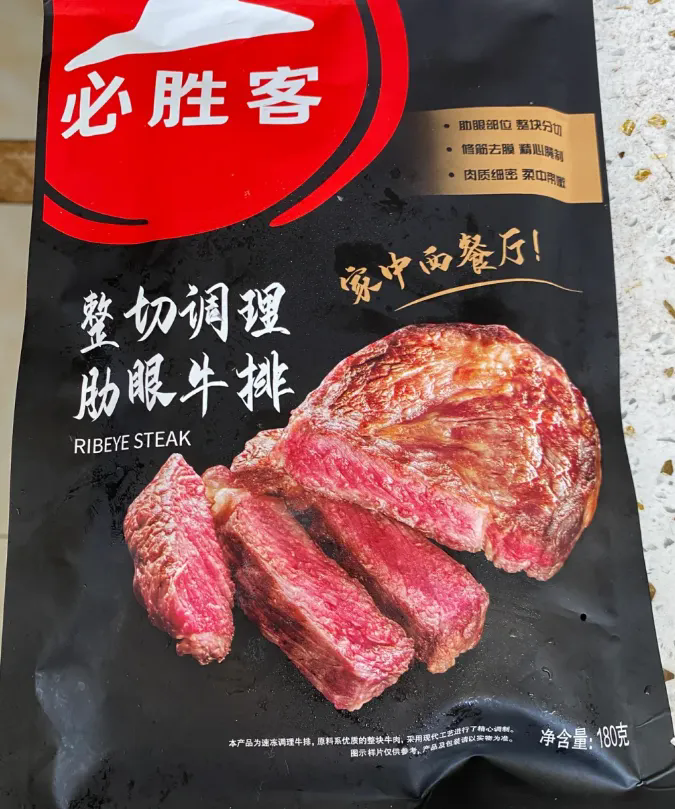 必胜客
• 肋眼部位 整块分切
• 修筋去膜 精心腌制
• 肉质细密 柔中带嫩
家中西餐厅!
整切调理
肋眼牛排
RIBEYE STEAK
本产品为速冻调理牛排, 原料系优质的整块牛肉, 采用现代工艺进行了精心调制。
图示样片仅供参考, 产品及包装请以实物为准。
净含量: 180克